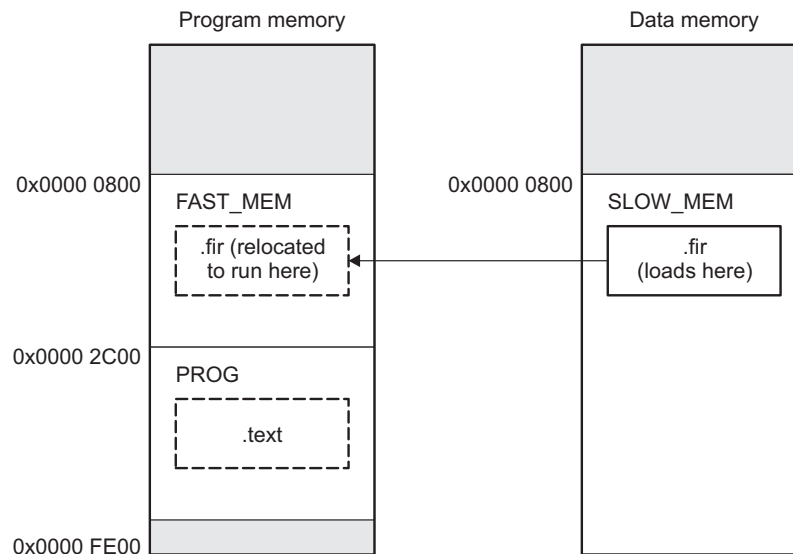 Program memory
Data memory
0x0000 0800
0x0000 0800
FAST_MEM
SLOW_MEM
.fir (relocated
to run here)
.fir
(loads here)
0x0000 2C00
PROG
.text
0x0000 FE00